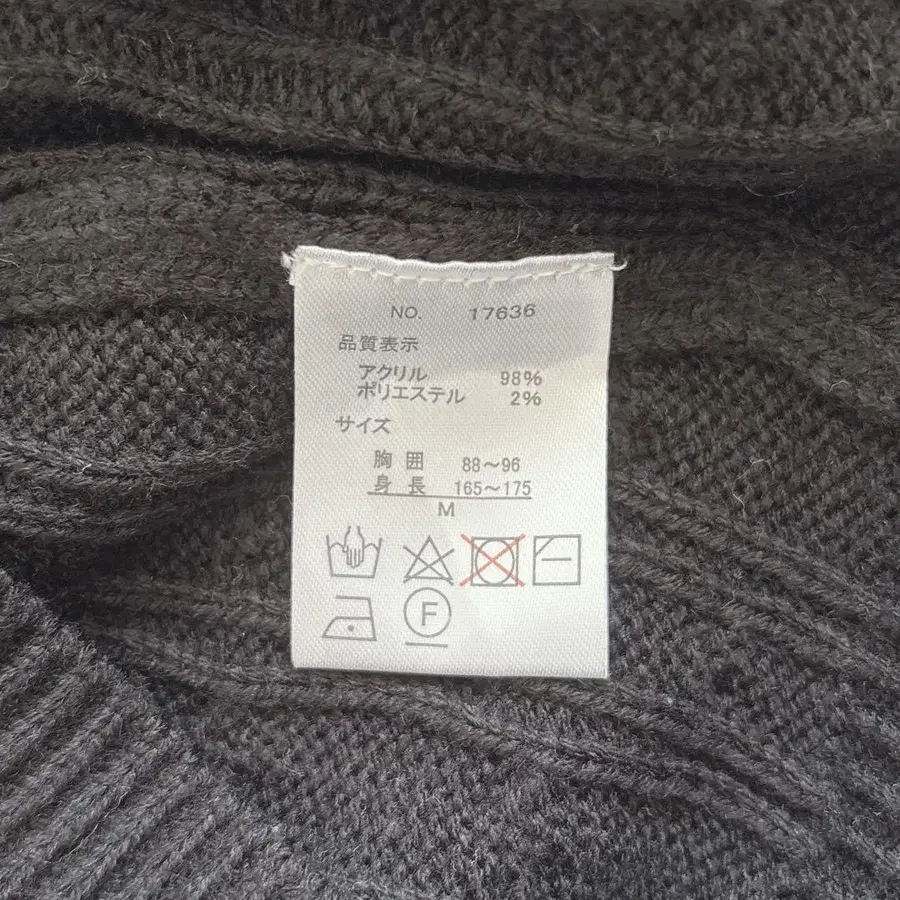 NO. 17636
品質表示
アクリル 98%
ポリエステル 2%
サイズ
胸囲 88～96
身長 165～175
M
F